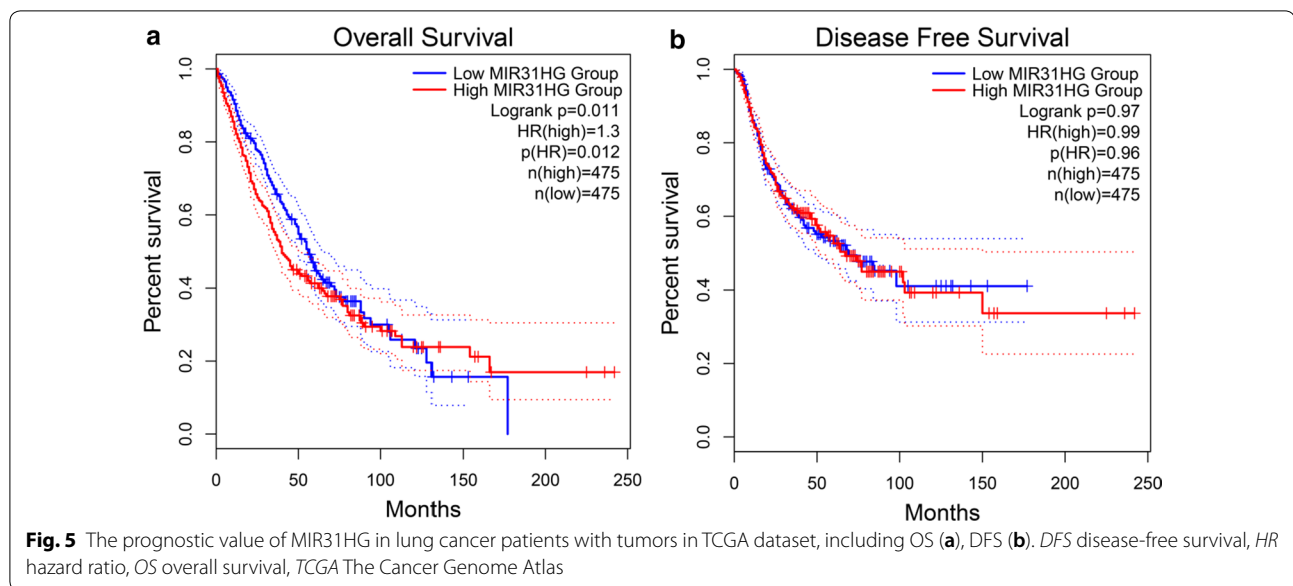 a
Overall Survival
Low MIR31HG Group
High MIR31HG Group
Logrank p=0.011
HR(high)=1.3
p(HR)=0.012
n(high)=475
n(low)=475
Percent survival
1.0
0.8
0.6
0.4
0.2
0.0
0 50 100 150 200 250
Months
b
Disease Free Survival
Low MIR31HG Group
High MIR31HG Group
Logrank p=0.97
HR(high)=0.99
p(HR)=0.96
n(high)=475
n(low)=475
Percent survival
1.0
0.8
0.6
0.4
0.2
0.0
0 50 100 150 200 250
Months
Fig. 5 The prognostic value of MIR31HG in lung cancer patients with tumors in TCGA dataset, including OS (a), DFS (b). DFS disease-free survival, HR
hazard ratio, OS overall survival, TCGA The Cancer Genome Atlas